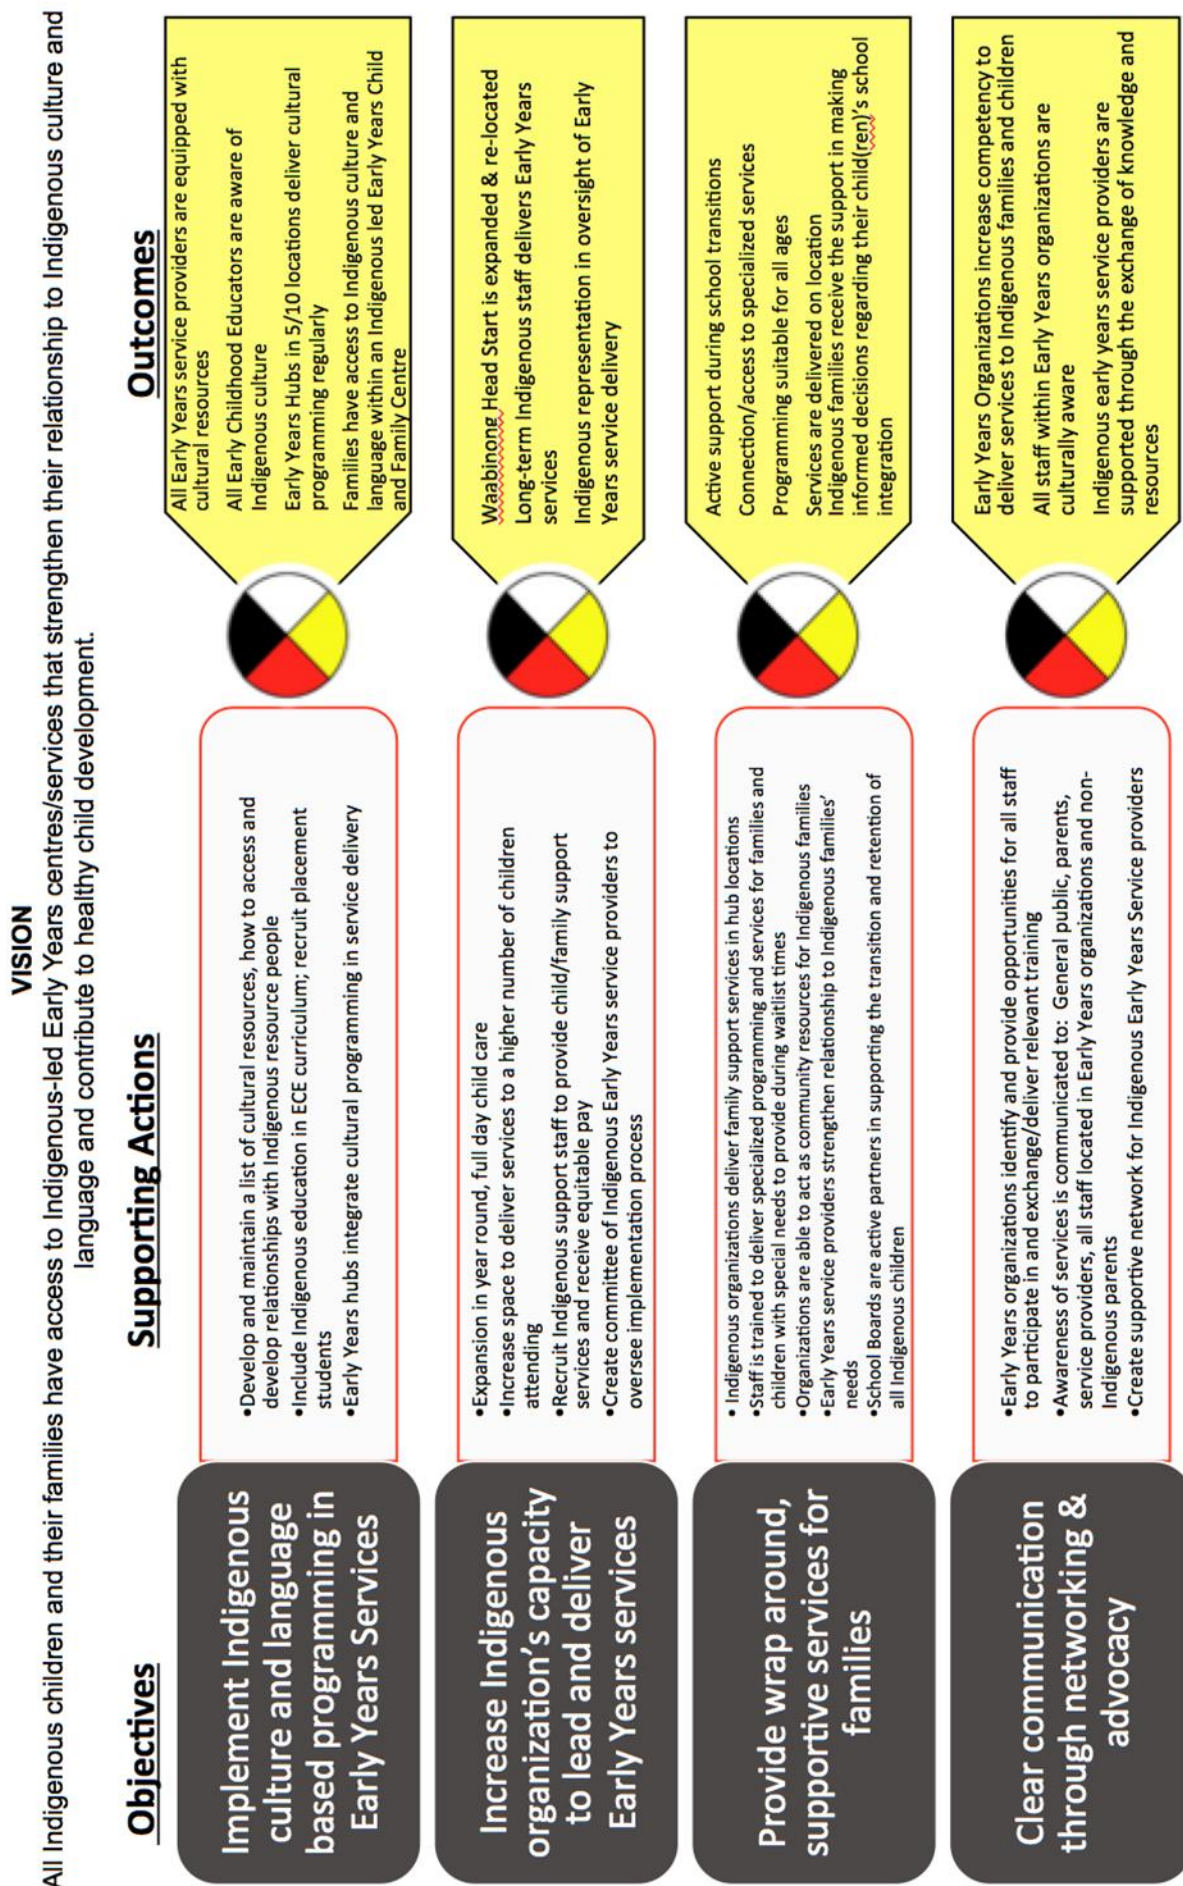 VISION
All Indigenous children and their families have access to Indigenous-led Early Years centres/services that strengthen their relationship to Indigenous culture and
language and contribute to healthy child development.
Objectives
Supporting Actions
Outcomes
Implement Indigenous
culture and language
based programming in
Early Years Services
•Develop and maintain a list of cultural resources, how to access and
develop relationships with Indigenous resource people
•Include Indigenous education in ECE curriculum; recruit placement
students
•Early Years hubs integrate cultural programming in service delivery
All Early Years service providers are equipped with
cultural resources
All Early Childhood Educators are aware of
Indigenous culture
Early Years Hubs in 5/10 locations deliver cultural
programming regularly
Families have access to Indigenous culture and
language within an Indigenous led Early Years Child
and Family Centre
Increase Indigenous
organization's capacity
to lead and deliver
Early Years services
•Expansion in year round, full day child care
•Increase space to deliver services to a higher number of children
attending
•Recruit Indigenous support staff to provide child/family support
services and receive equitable pay
•Create committee of Indigenous Early Years service providers to
oversee implementation process
Waabinong Head Start is expanded & re-located
Long-term Indigenous staff delivers Early Years
services
Indigenous representation in oversight of Early
Years service delivery
Provide wrap around,
supportive services for
families
• Indigenous organizations deliver family support services in hub locations
•Staff is trained to deliver specialized programming and services for families and
children with special needs to provide during waitlist times
•Organizations are able to act as community resources for Indigenous families
•Early Years service providers strengthen relationship to Indigenous families'
needs
•School Boards are active partners in supporting the transition and retention of
all Indigenous children
Active support during school transitions
Connection/access to specialized services
Programming suitable for all ages
Services are delivered on location
Indigenous families receive the support in making
informed decisions regarding their child(ren)'s school
integration
Clear communication
through networking &
advocacy
•Early Years organizations identify and provide opportunities for all staff
to participate in and exchange/deliver relevant training
•Awareness of services is communicated to: General public, parents,
service providers, all staff located in Early Years organizations and non-
Indigenous parents
•Create supportive network for Indigenous Early Years Service providers
Early Years Organizations increase competency to
deliver services to Indigenous families and children
All staff within Early Years organizations are
culturally aware
Indigenous early years service providers are
supported through the exchange of knowledge and
resources